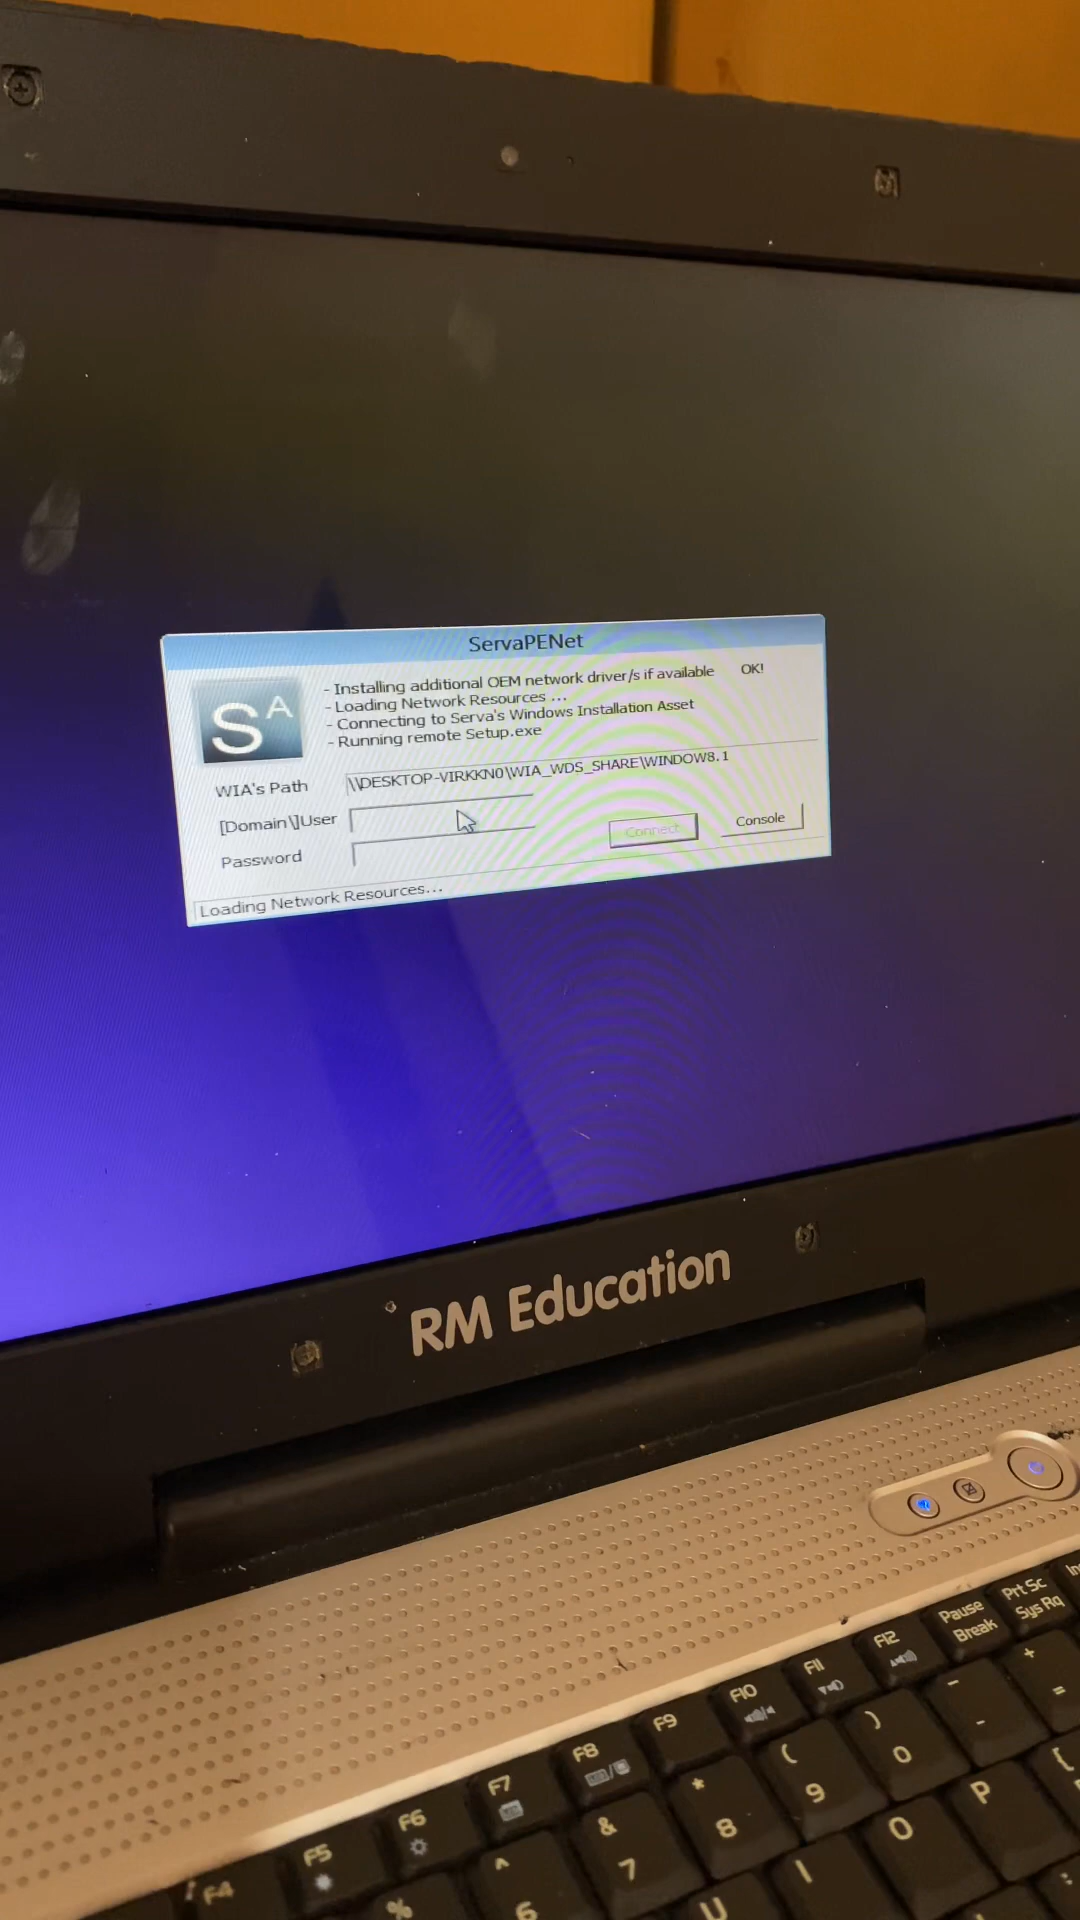 ServaPENet
SA
- Installing additional OEM network driver/s if available OK!
- Loading Network Resources ...
- Connecting to Serva's Windows Installation Asset
- Running remote Setup.exe
WIA's Path \\DESKTOP-VIRKKN0\WIA_WDS_SHARE\WINDOW8.1
[Domain\]User
Connect Console
Password
Loading Network Resources...
RM Education
Pause Break
Prt Sc Sys Rq
F4 F5 F6 F7 F8 F9 F10 F11 F12
% ^ 6 & 7 * 8 ( 9 ) 0 _ - + =
U I O P { [
:
;